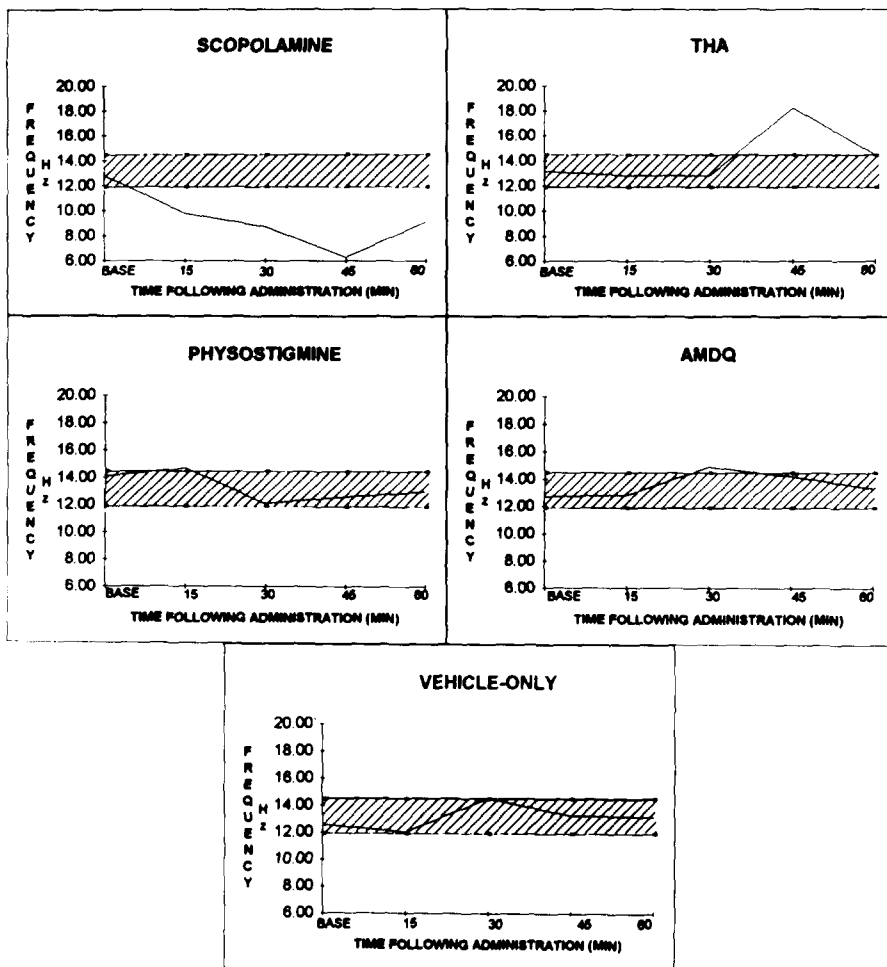 SCOPOLAMINE
FREQUENCY
Hz
20.00
18.00
16.00
14.00
12.00
10.00
8.00
6.00
BASE 15 30 45 60
TIME FOLLOWING ADMINISTRATION (MIN)
THA
FREQUENCY
Hz
20.00
18.00
16.00
14.00
12.00
10.00
8.00
6.00
BASE 15 30 45 60
TIME FOLLOWING ADMINISTRATION (MIN)
PHYSOSTIGMINE
FREQUENCY
Hz
20.00
18.00
16.00
14.00
12.00
10.00
8.00
6.00
BASE 15 30 45 60
TIME FOLLOWING ADMINISTRATION (MIN)
AMDQ
FREQUENCY
Hz
20.00
18.00
16.00
14.00
12.00
10.00
8.00
6.00
BASE 15 30 45 60
TIME FOLLOWING ADMINISTRATION (MIN)
VEHICLE-ONLY
FREQUENCY
Hz
20.00
18.00
16.00
14.00
12.00
10.00
8.00
6.00
BASE 15 30 45 60
TIME FOLLOWING ADMINISTRATION (MIN)